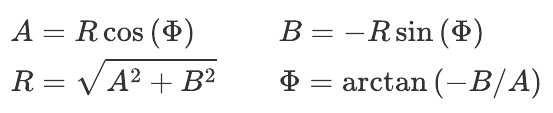 A = R cos (Φ) B = −R sin (Φ)
R = √(A² + B²) Φ = arctan (−B/A)